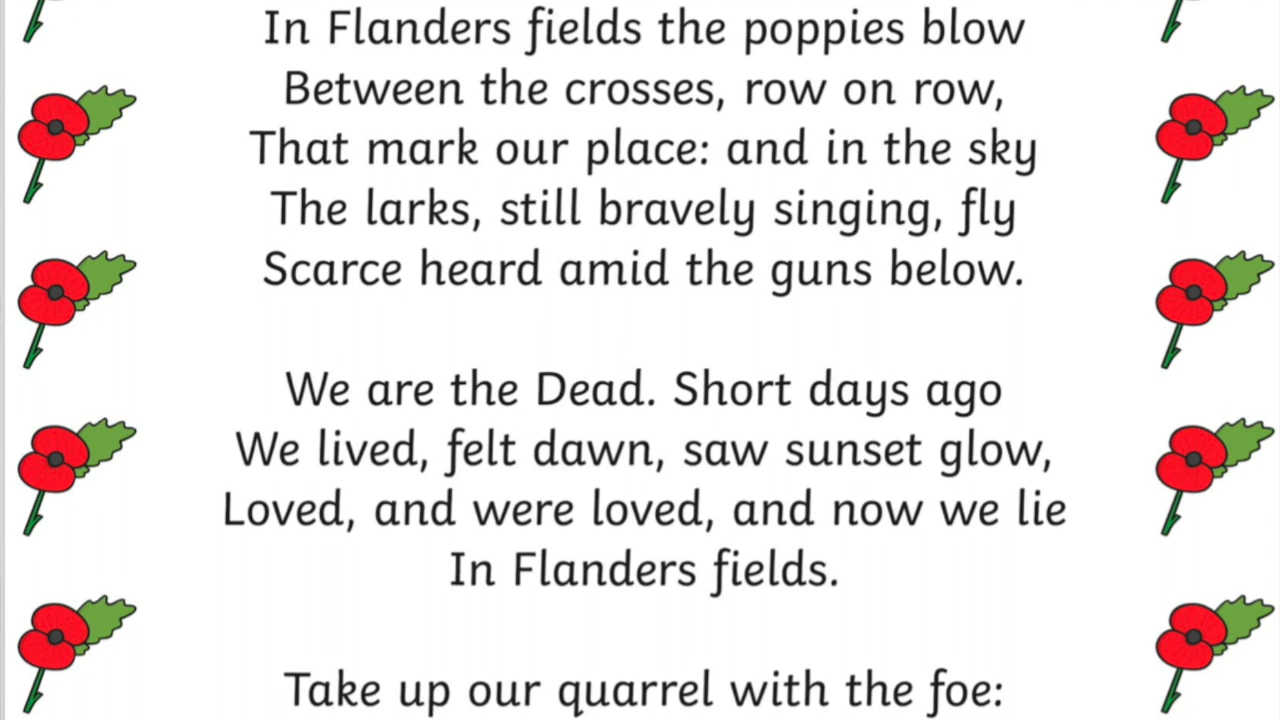 In Flanders fields the poppies blow
Between the crosses, row on row,
That mark our place: and in the sky
The larks, still bravely singing, fly
Scarce heard amid the guns below.
We are the Dead. Short days ago
We lived, felt dawn, saw sunset glow,
Loved, and were loved, and now we lie
In Flanders fields.
Take up our quarrel with the foe: